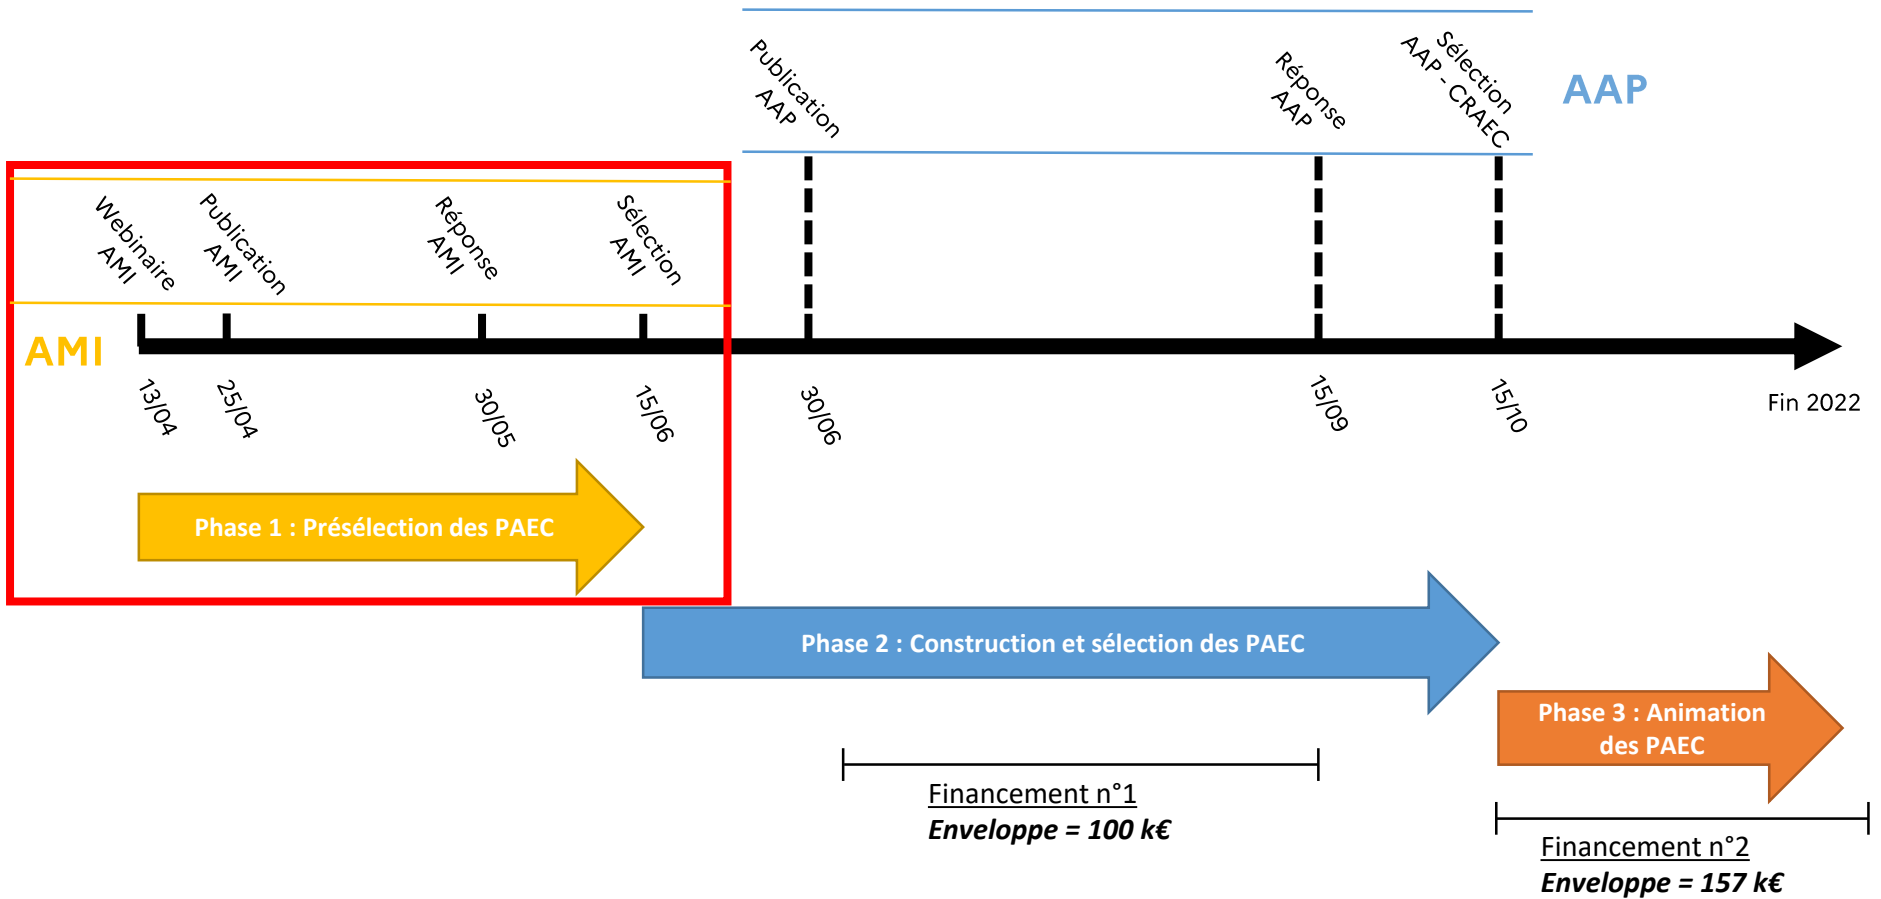 Publication
AAP
Réponse
AAP
Sélection
AAP - CRAEC
AAP
Webinaire
AMI
Publication
AMI
Réponse
AMI
Sélection
AMI
AMI
13/04
25/04
30/05
15/06
30/06
15/09
15/10
Fin 2022
Phase 1 : Présélection des PAEC
Phase 2 : Construction et sélection des PAEC
Phase 3 : Animation
des PAEC
Financement n°1
Enveloppe = 100 k€
Financement n°2
Enveloppe = 157 k€